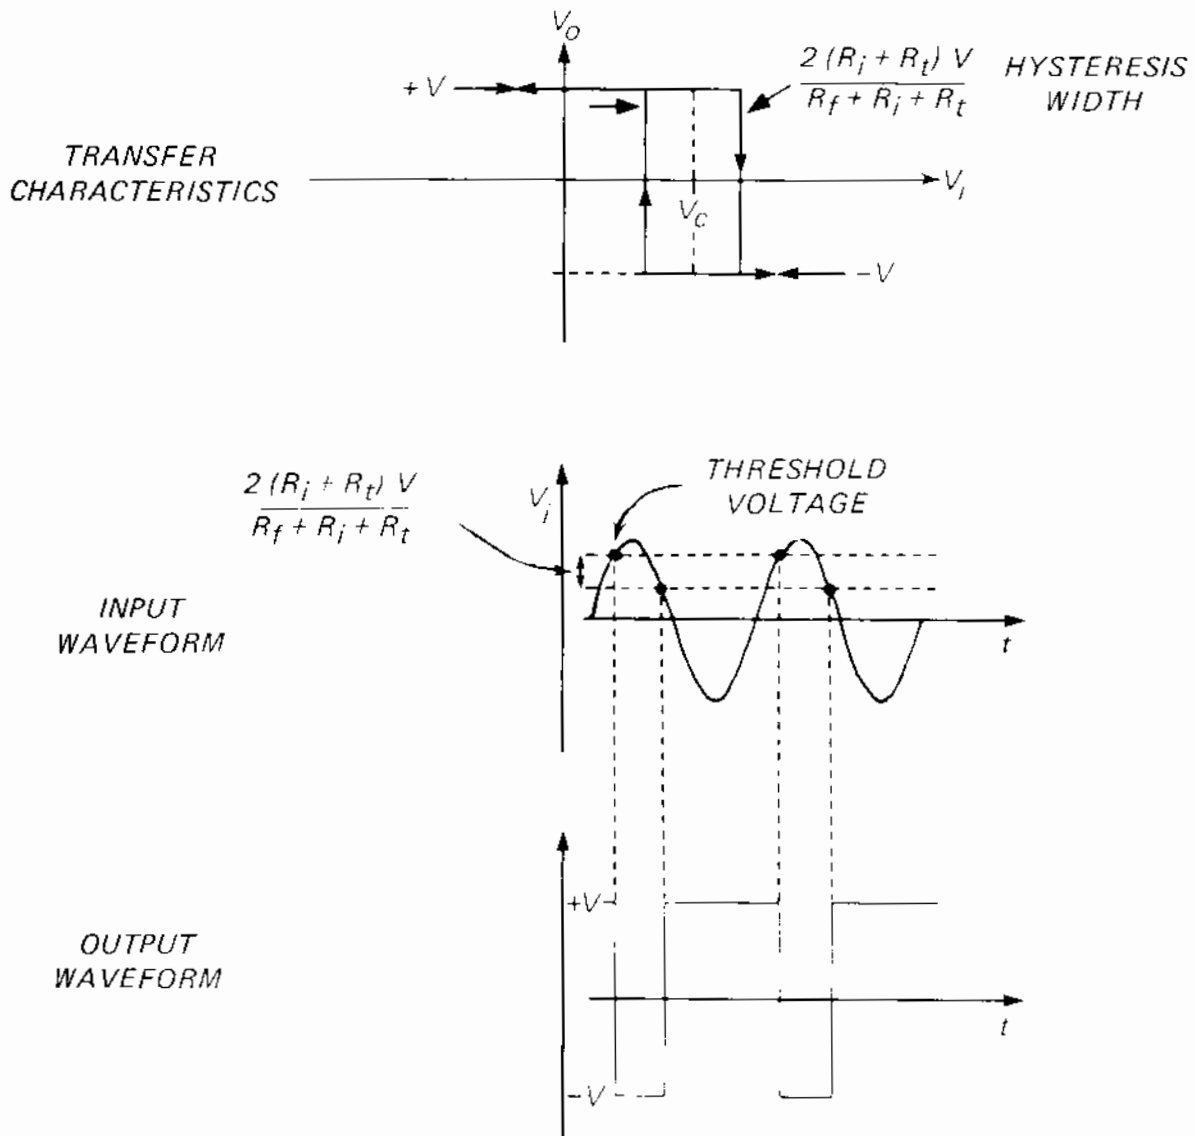 V_O
+V
2 (R_i + R_t) V
R_f + R_i + R_t
HYSTERESIS
WIDTH
TRANSFER
CHARACTERISTICS
V_i
V_C
−V
2 (R_i + R_t) V
R_f + R_i + R_t
V_i
THRESHOLD
VOLTAGE
INPUT
WAVEFORM
t
+V
OUTPUT
WAVEFORM
t
−V